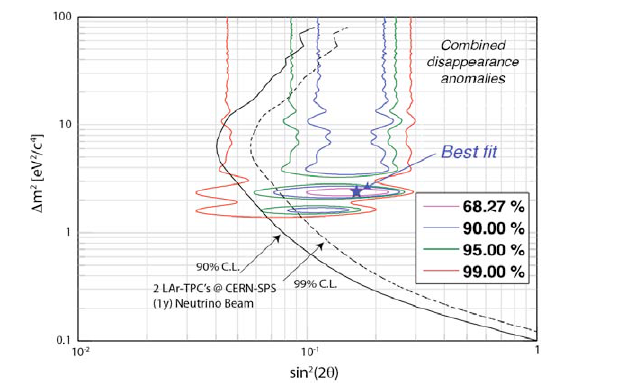 100
Combined
disappearance
anomalies
10
Δm² [eV²/c⁴]
Best fit
68.27 %
90.00 %
95.00 %
99.00 %
1
90% C.L.
99% C.L.
2 LAr-TPC's @ CERN-SPS
(1y) Neutrino Beam
0.1
10⁻²
10⁻¹
1
sin²(2θ)